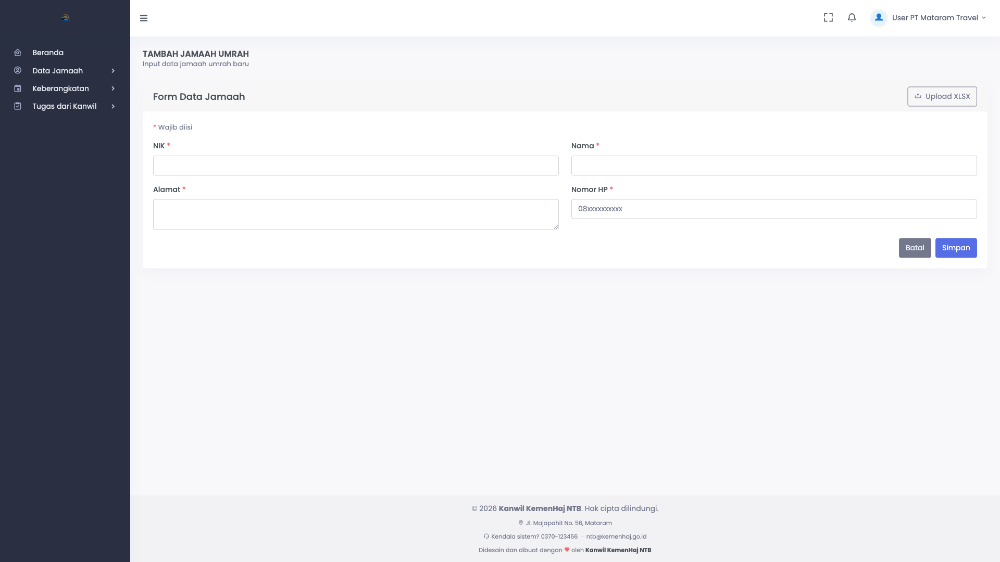 User PT Mataram Travel
Beranda
Data Jamaah
Keberangkatan
Tugas dari Kanwil
TAMBAH JAMAAH UMRAH
Input data jamaah umrah baru
Form Data Jamaah
Upload XLSX
* Wajib diisi
NIK *
Nama *
Alamat *
Nomor HP *
08xxxxxxxxxx
Batal
Simpan
© 2026 Kanwil KemenHaj NTB. Hak cipta dilindungi.
Jl. Majapahit No. 56, Mataram
Kendala sistem? 0370-123456 · ntb@kemenhaj.go.id
Didesain dan dibuat dengan ❤ oleh Kanwil KemenHaj NTB